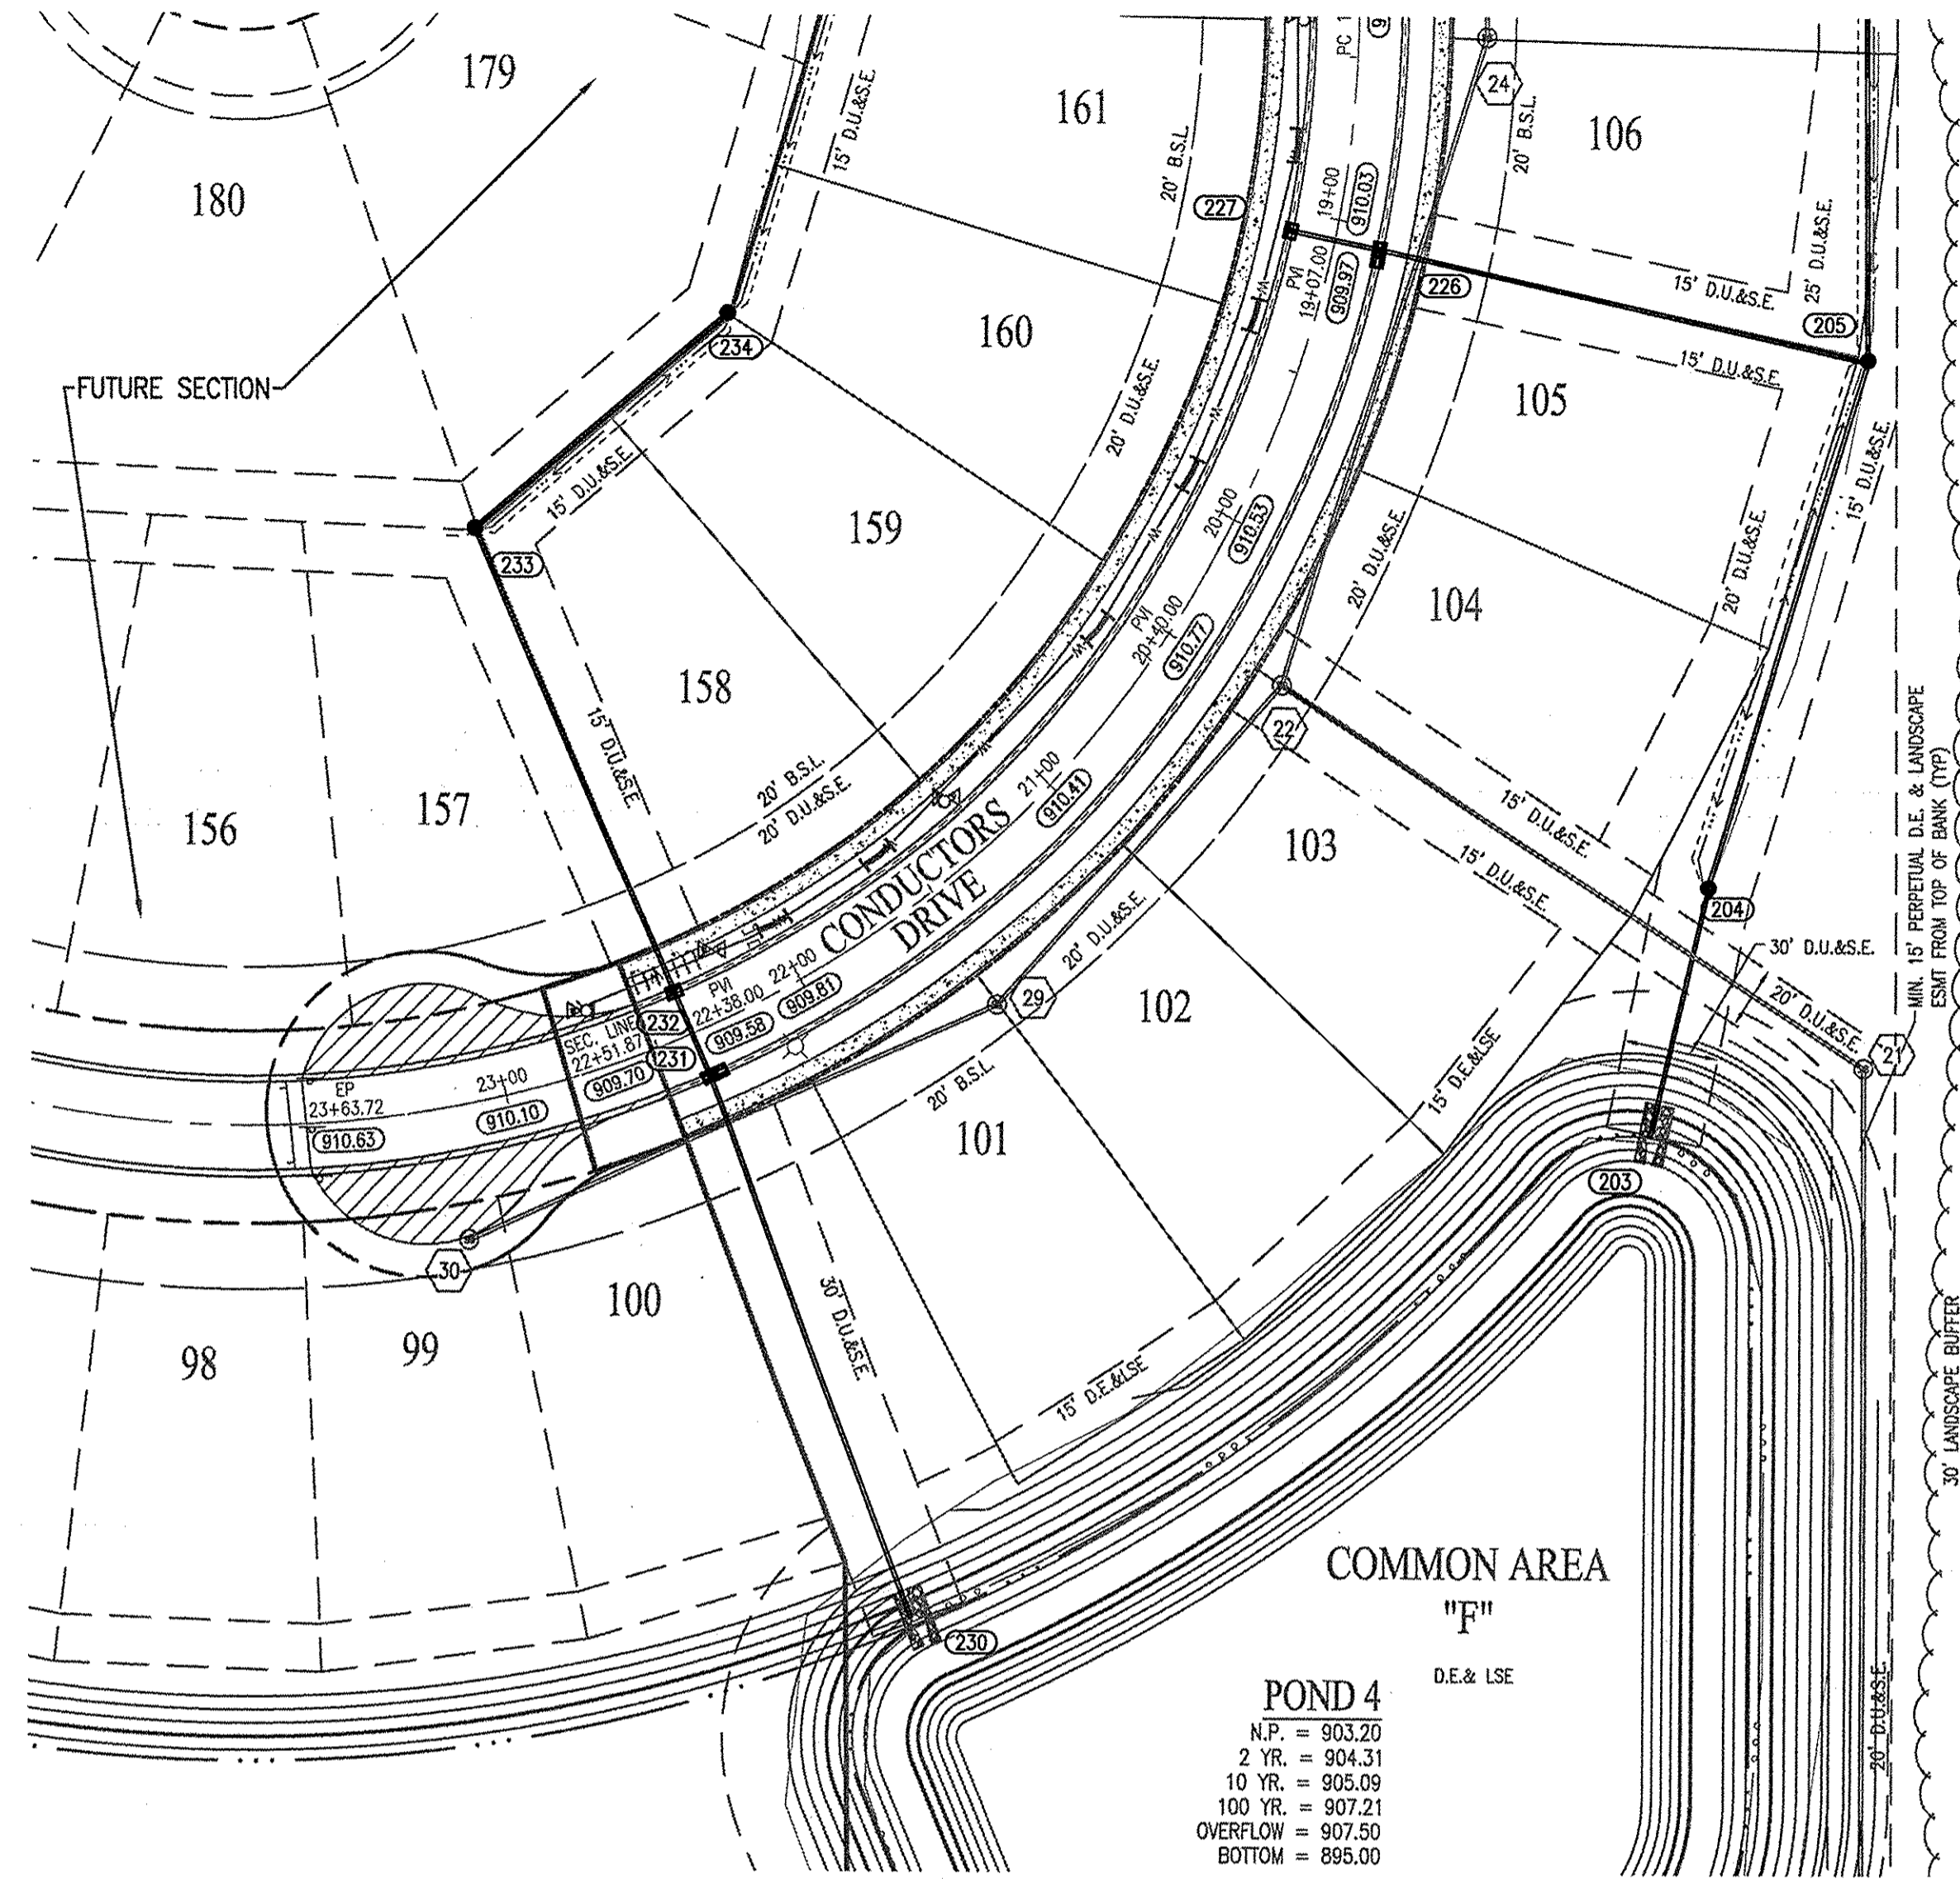 179
180
161
106
24
20' B.S.L.
20' B.S.L.
15' D.U.&S.E.
PC 1
227
19+00
910.03
PVI
19+07.00
909.97
226
15' D.U.&S.E.
25' D.U.&S.E.
205
15' D.U.&S.E.
105
15' D.U.&S.E.
160
234
20' D.U.&S.E.
FUTURE SECTION
15' D.U.&S.E.
159
20+00
910.53
233
20' D.U.&S.E.
20' D.U.&S.E.
104
PVI
20+40.00
910.77
158
15' D.U.&S.E
22
15' D.U.&S.E.
103
15' D.U.&S.E.
156
157
20' B.S.L.
20' D.U.&S.E.
21+00
910.41
CONDUCTORS
DRIVE
204
30' D.U.&S.E.
20' D.U.&S.E.
21
MIN. 15' PERPETUAL D.E. & LANDSCAPE
ESMT FROM TOP OF BANK (TYP)
20' D.U.&S.E.
29
102
22+00
909.81
PVI
22+38.00
909.58
232
SEC. LINE
22+51.87
909.70
231
23+00
910.10
EP
23+63.72
910.63
20' B.S.L.
101
15' D.E.&LSE
203
30
100
99
98
30' D.U.&S.E.
15' D.E.&LSE
30' LANDSCAPE BUFFER
COMMON AREA
"F"
D.E.& LSE
230
20' D.U.&S.E.
POND 4
N.P. = 903.20
2 YR. = 904.31
10 YR. = 905.09
100 YR. = 907.21
OVERFLOW = 907.50
BOTTOM = 895.00